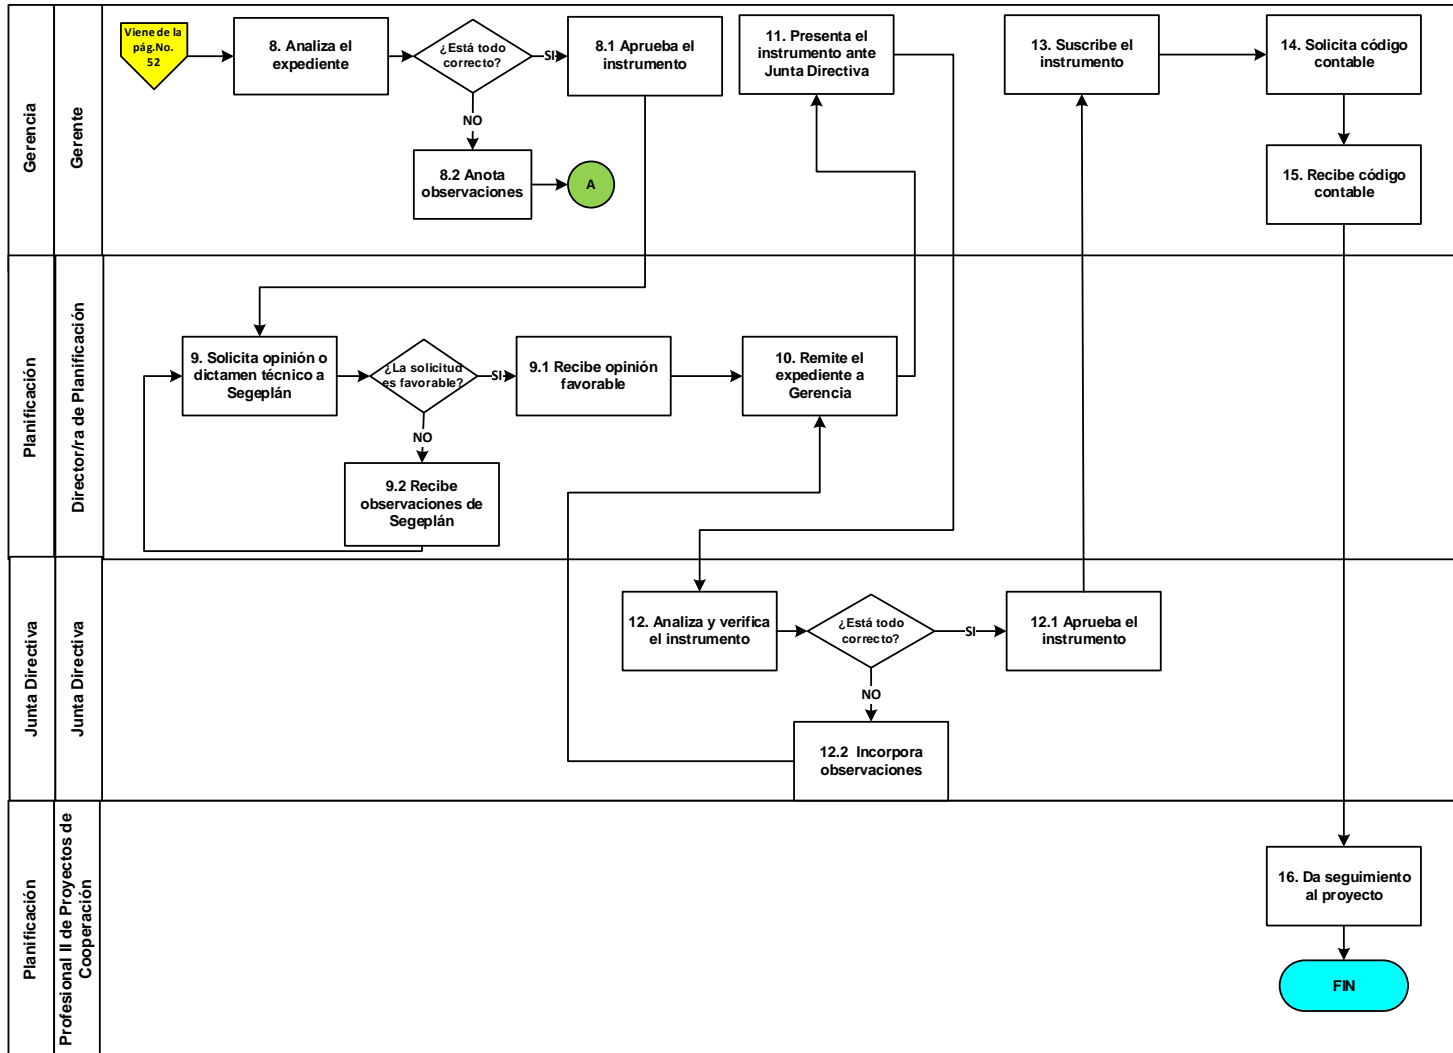 Gerencia
Gerente
Viene de la
pág.No.
52
8. Analiza el
expediente
¿Está todo
correcto?
SI
8.1 Aprueba el
instrumento
NO
8.2 Anota
observaciones
A
11. Presenta el
instrumento ante
Junta Directiva
13. Suscribe el
instrumento
14. Solicita código
contable
15. Recibe código
contable
Planificación
Director/ra de Planificación
9. Solicita opinión o
dictamen técnico a
Segeplán
¿La solicitud
es favorable?
SI
9.1 Recibe opinión
favorable
NO
9.2 Recibe
observaciones de
Segeplán
10. Remite el
expediente a
Gerencia
Junta Directiva
Junta Directiva
12. Analiza y verifica
el instrumento
¿Está todo
correcto?
SI
12.1 Aprueba el
instrumento
NO
12.2 Incorpora
observaciones
Planificación
Profesional II de Proyectos de
Cooperación
16. Da seguimiento
al proyecto
FIN